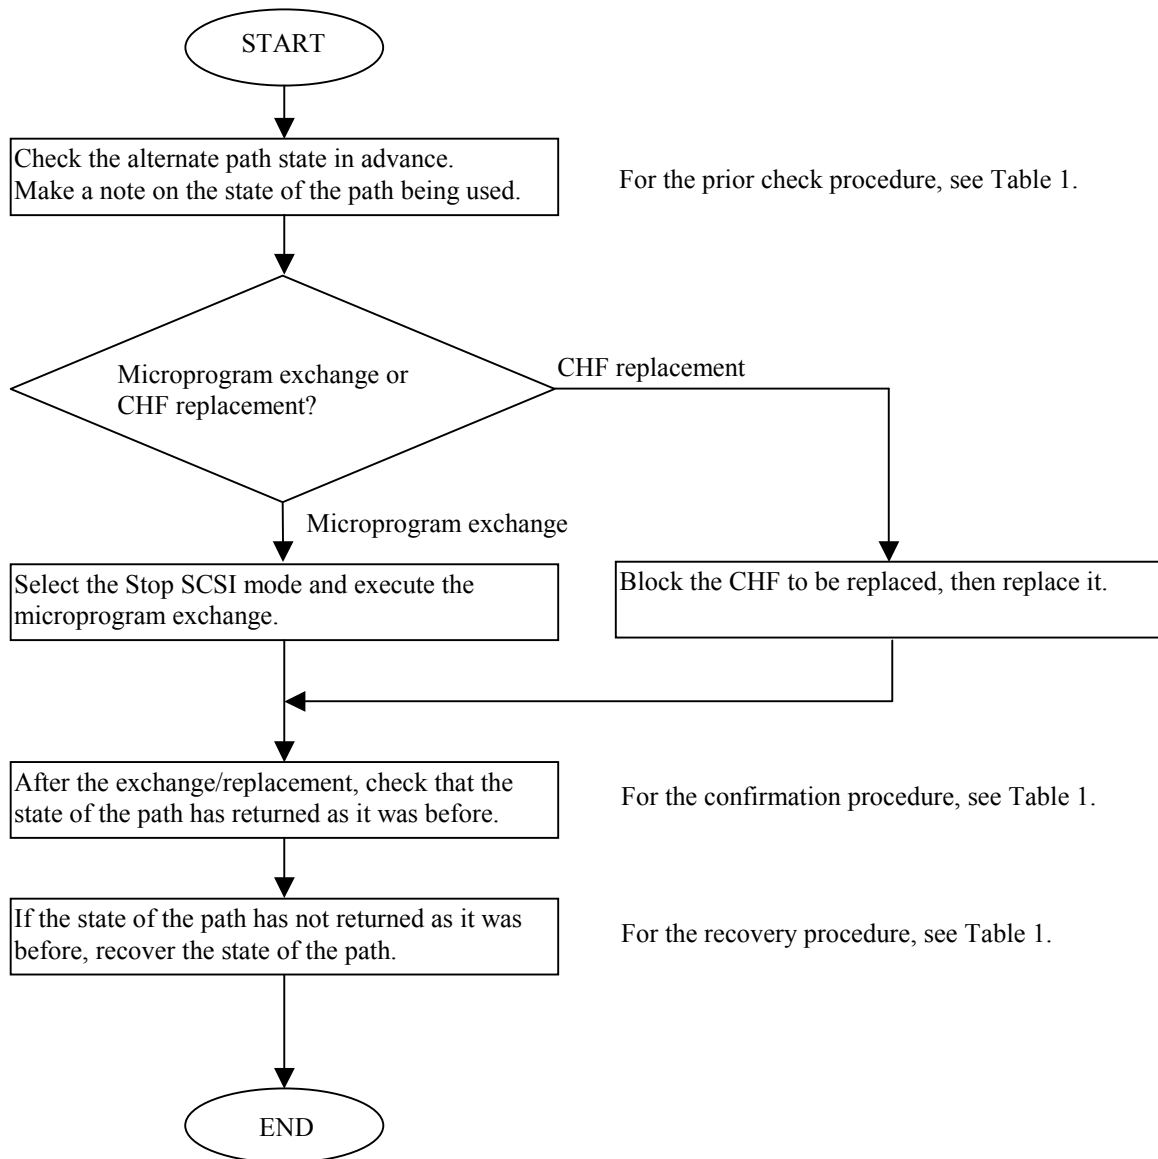 START
Check the alternate path state in advance.
Make a note on the state of the path being used.
For the prior check procedure, see Table 1.
Microprogram exchange or
CHF replacement?
CHF replacement
Microprogram exchange
Select the Stop SCSI mode and execute the
microprogram exchange.
Block the CHF to be replaced, then replace it.
After the exchange/replacement, check that the
state of the path has returned as it was before.
For the confirmation procedure, see Table 1.
If the state of the path has not returned as it was
before, recover the state of the path.
For the recovery procedure, see Table 1.
END